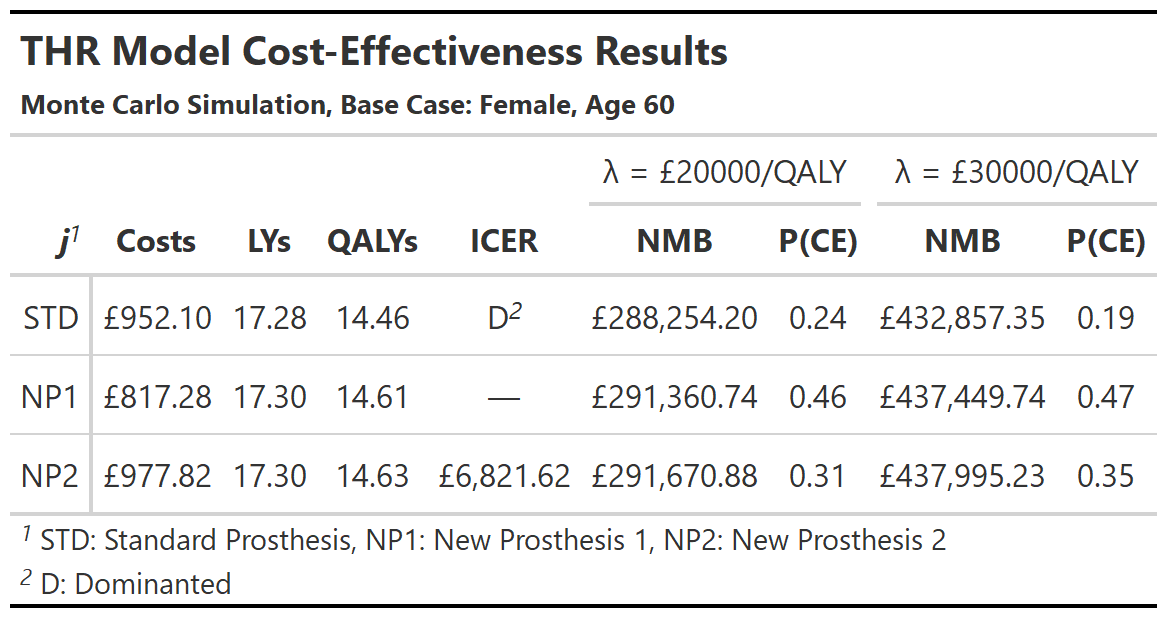 THR Model Cost-Effectiveness Results
Monte Carlo Simulation, Base Case: Female, Age 60
λ = £20000/QALY λ = £30000/QALY
j1 Costs LYs QALYs ICER NMB P(CE) NMB P(CE)
STD £952.10 17.28 14.46 D2 £288,254.20 0.24 £432,857.35 0.19
NP1 £817.28 17.30 14.61 — £291,360.74 0.46 £437,449.74 0.47
NP2 £977.82 17.30 14.63 £6,821.62 £291,670.88 0.31 £437,995.23 0.35
1 STD: Standard Prosthesis, NP1: New Prosthesis 1, NP2: New Prosthesis 2
2 D: Dominanted